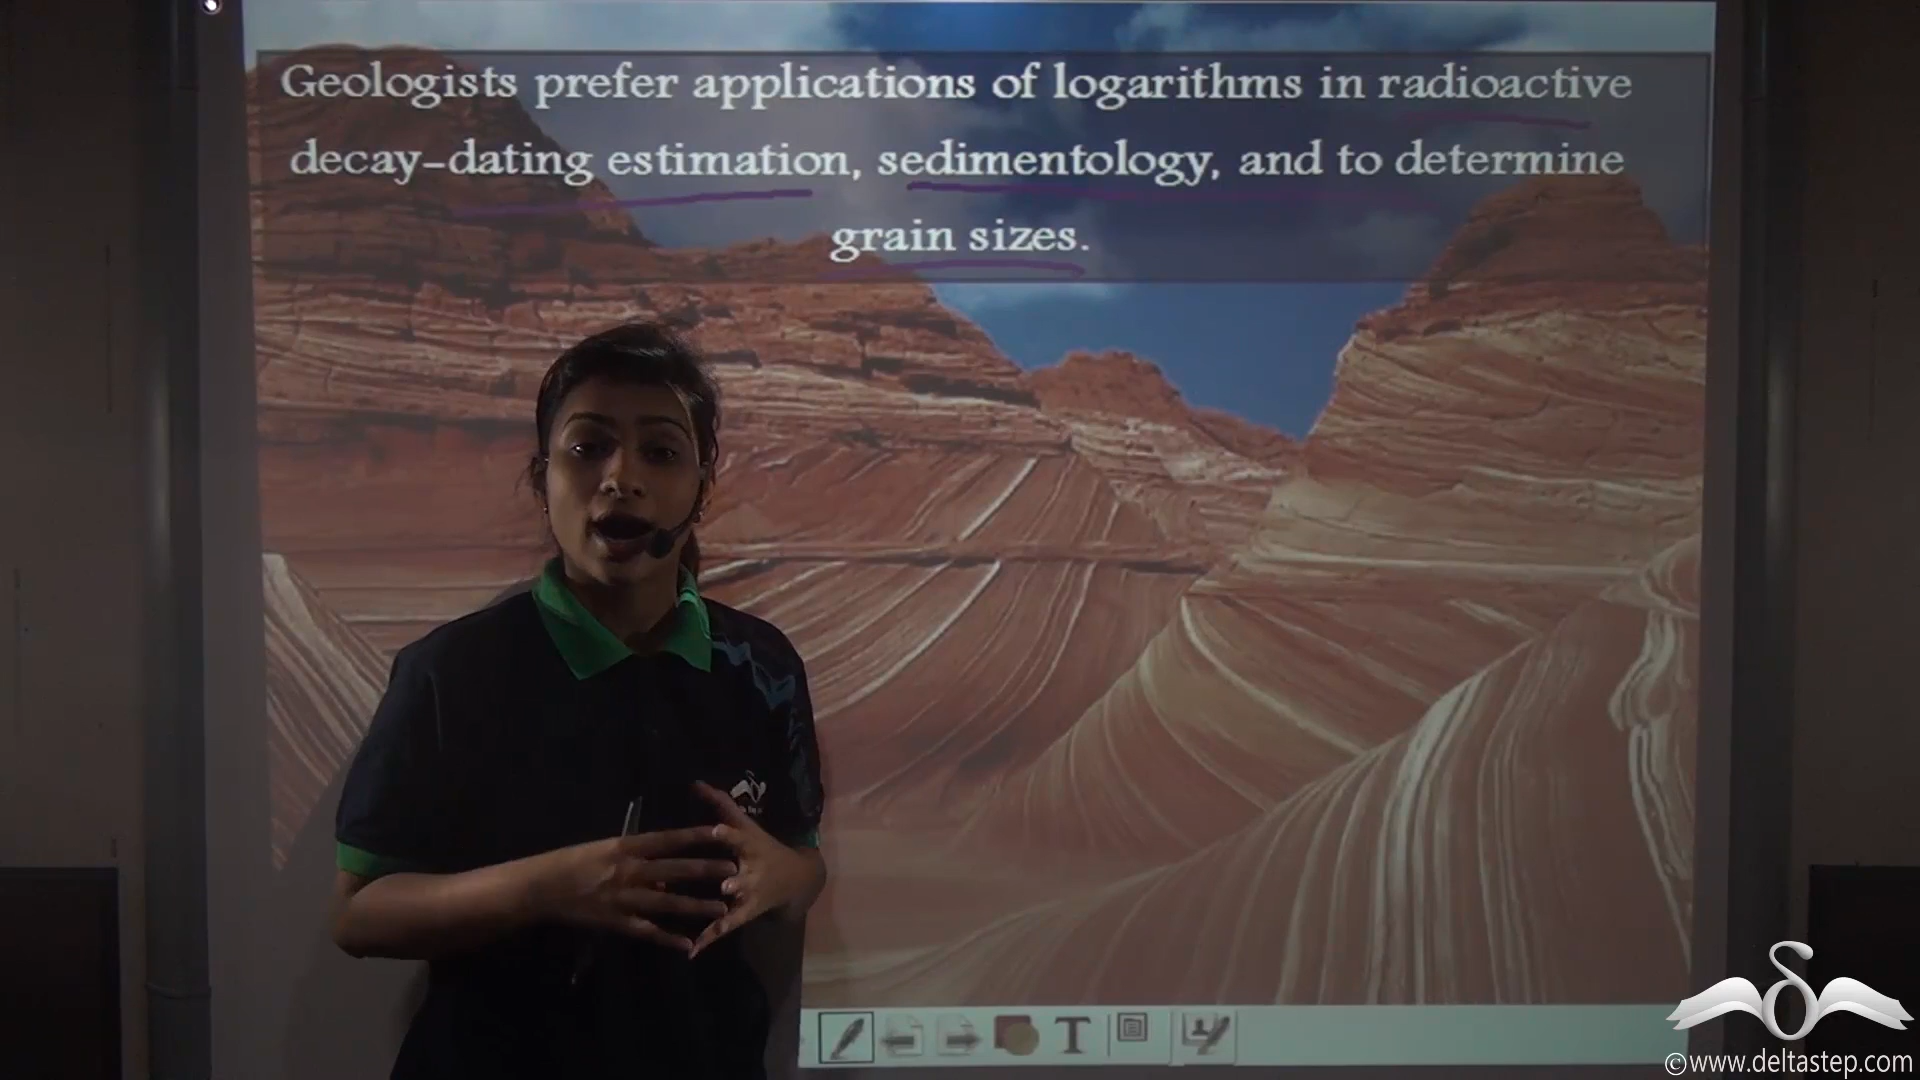 Geologists prefer applications of logarithms in radioactive
decay-dating estimation, sedimentology, and to determine
grain sizes.
T
©www.deltastep.com